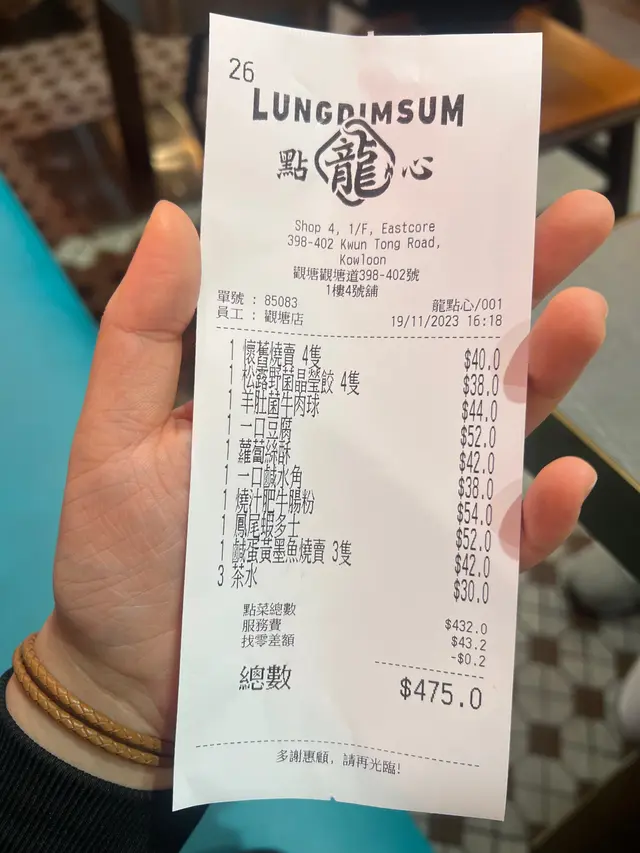 26
LUNGDIMSUM
點 龍 心
Shop 4, 1/F, Eastcore
398-402 Kwun Tong Road,
Kowloon
觀塘觀塘道398-402號
1樓4號舖
單號 : 85083 龍點心/001
員工 : 觀塘店 19/11/2023 16:18
1 懷舊燒賣 4隻 $40.0
1 松露野菌晶瑩餃 4隻 $38.0
1 羊肚菌牛肉球 $44.0
1 一口豆腐 $52.0
1 蘿蔔絲酥 $42.0
1 一口鹹水角 $38.0
1 燒汁肥牛腸粉 $54.0
1 鳳尾蝦多士 $52.0
1 鹹蛋黃墨魚燒賣 3隻 $42.0
3 茶水 $30.0
點菜總數 $432.0
服務費 $43.2
找零差額 -$0.2
總數 $475.0
多謝惠顧, 請再光臨!